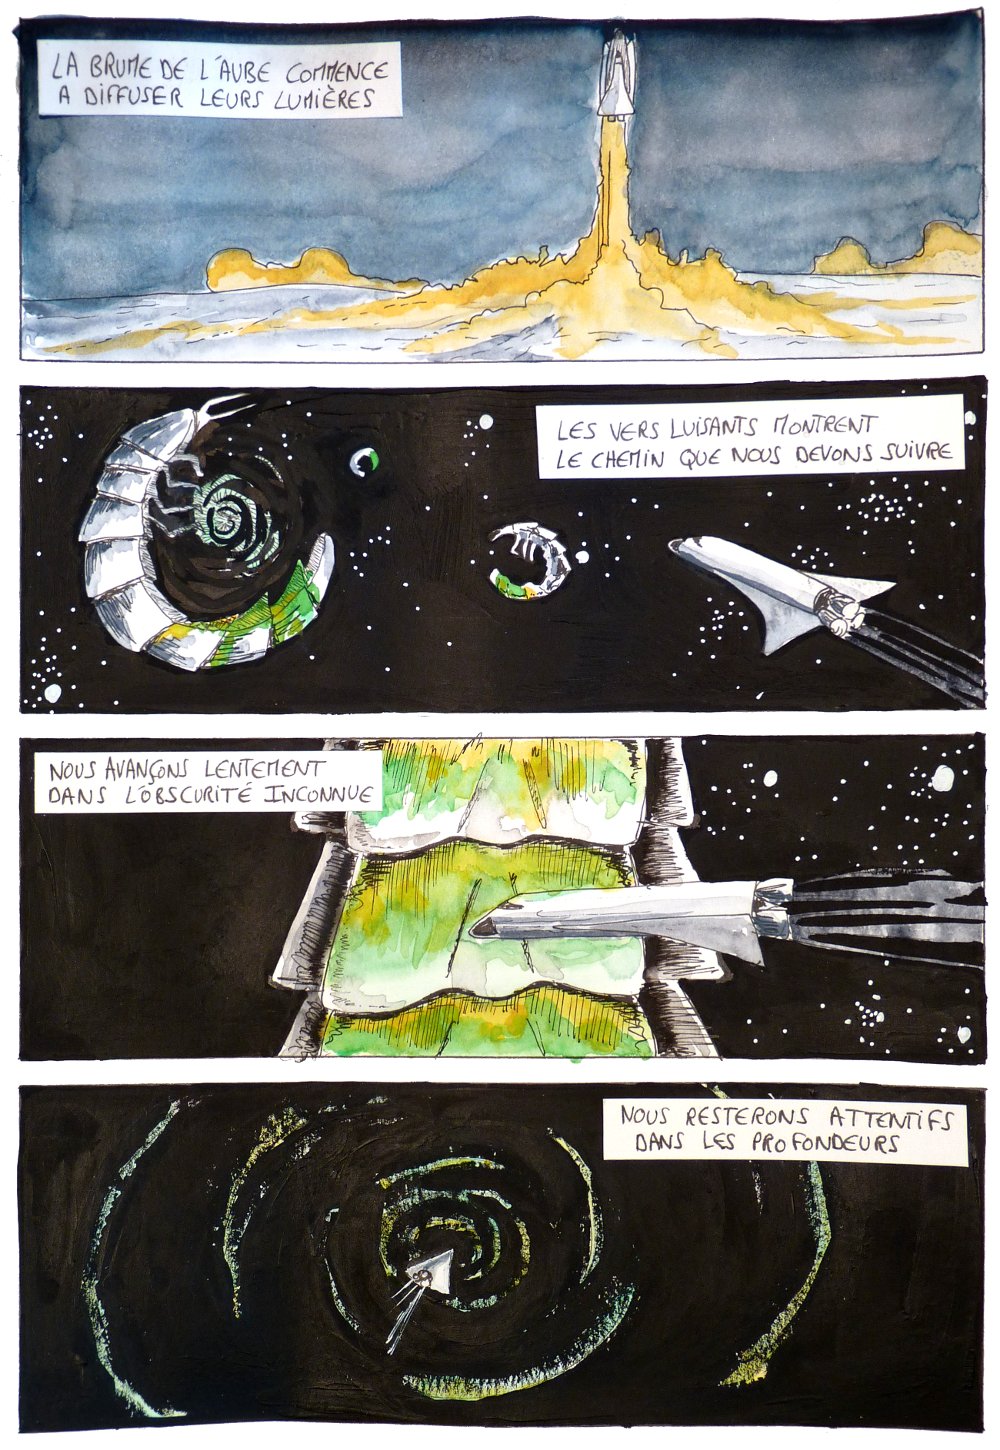 LA BRUME DE L'AUBE COMMENCE
A DIFFUSER LEURS LUMIÈRES
LES VERS LUISANTS MONTRENT
LE CHEMIN QUE NOUS DEVONS SUIVRE
NOUS AVANÇONS LENTEMENT
DANS L'OBSCURITÉ INCONNUE
NOUS RESTERONS ATTENTIFS
DANS LES PROFONDEURS